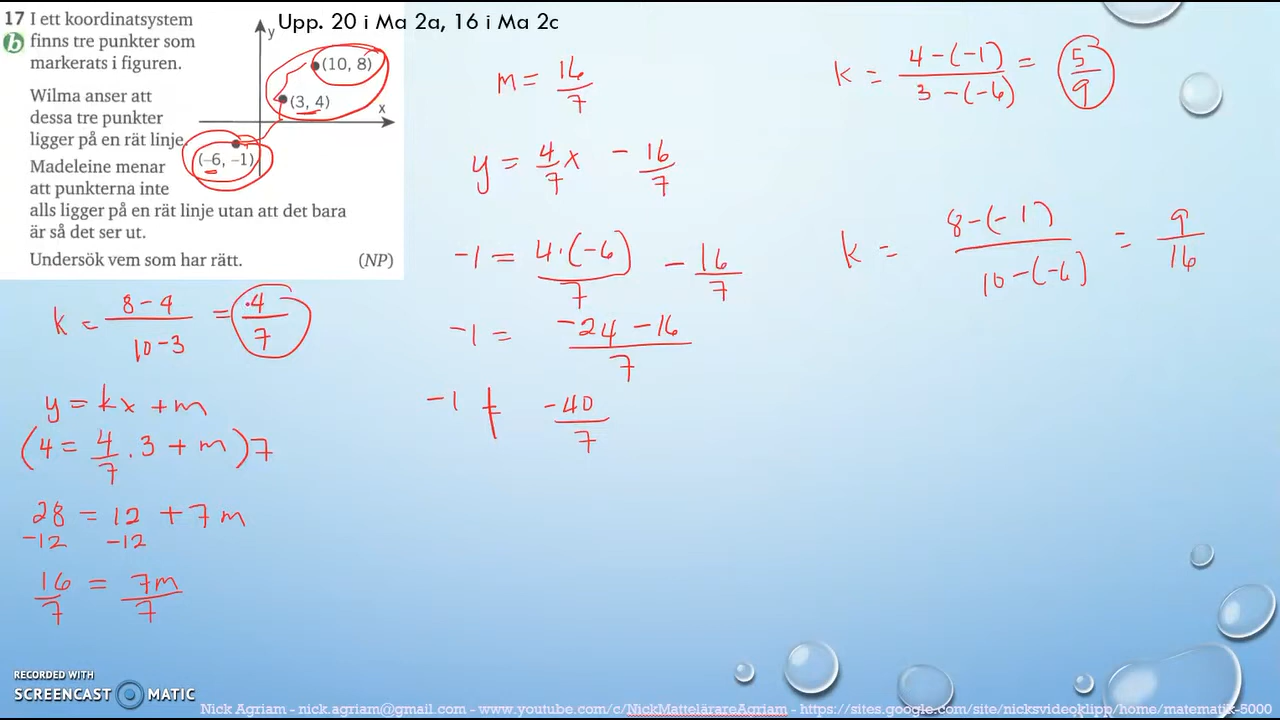 Upp. 20 i Ma 2a, 16 i Ma 2c
17 I ett koordinatsystem
b finns tre punkter som
markerats i figuren.
Wilma anser att
dessa tre punkter
ligger på en rät linje.
Madeleine menar
att punkterna inte
alls ligger på en rät linje utan att det bara
är så det ser ut.
Undersök vem som har rätt. (NP)
y
(10, 8)
(3, 4)
x
(–6, –1)
k = (8-4)/(10-3) = 4/7
y = kx + m
(4 = 4/7 · 3 + m) 7
28 = 12 + 7m
-12 -12
16/7 = 7m/7
m = 16/7
y = 4/7 x - 16/7
-1 = 4·(-6)/7 - 16/7
-1 = (-24 -16)/7
-1 ≠ -40/7
k = (4-(-1))/(3-(-6)) = 5/9
k = (8-(-1))/(10-(-6)) = 9/16
RECORDED WITH
SCREENCAST MATIC
Nick Agriam - nick.agriam@gmail.com - www.youtube.com/c/NickMattelärareAgriam - https://sites.google.com/site/nicksvideoklipp/home/matematik-5000